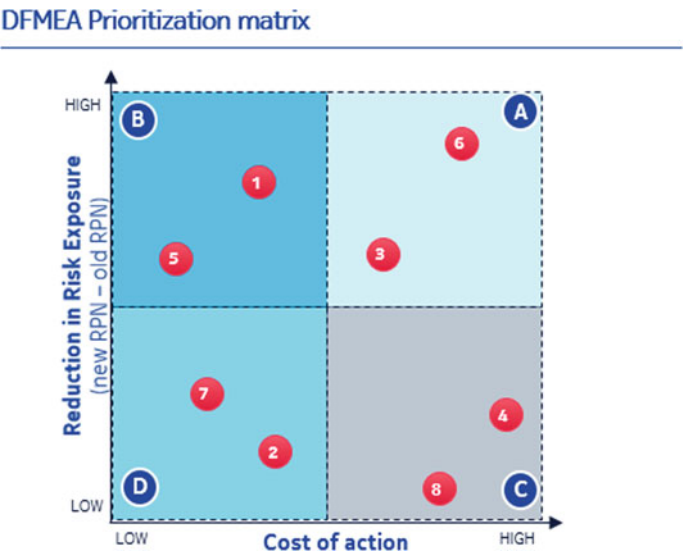 DFMEA Prioritization matrix
HIGH
B
A
6
1
3
5
Reduction in Risk Exposure
(new RPN – old RPN)
7
4
2
8
D
C
LOW
LOW
Cost of action
HIGH